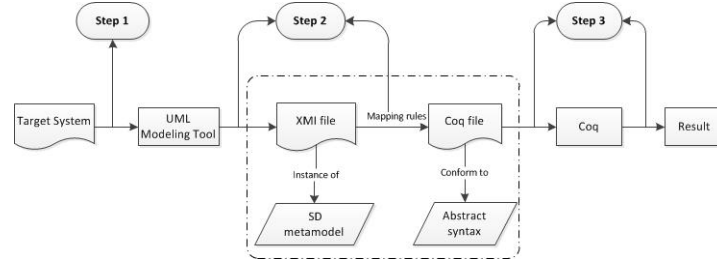 Step 1
Step 2
Step 3
Target System
UML
Modeling Tool
XMI file
Mapping rules
Coq file
Coq
Result
Instance of
Conform to
SD
metamodel
Abstract
syntax